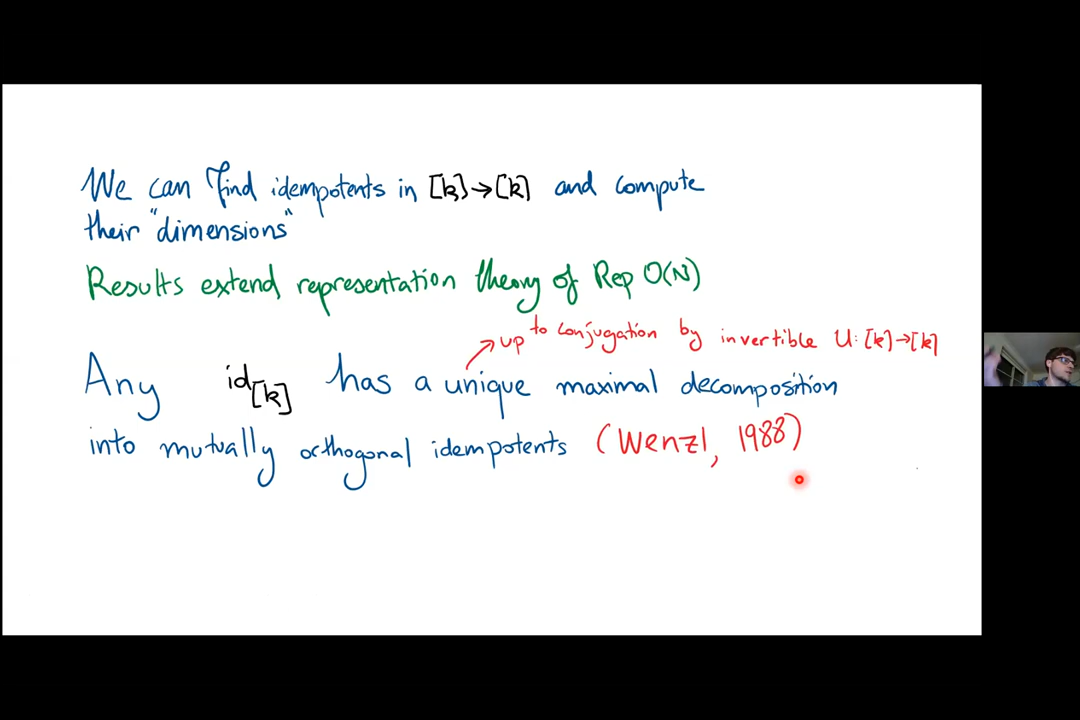 We can find idempotents in [k]→[k] and compute
their "dimensions"
Results extend representation theory of Rep O(N)
up to conjugation by invertible U: [k]→[k]
Any id[k] has a unique maximal decomposition
into mutually orthogonal idempotents (Wenzl, 1988)